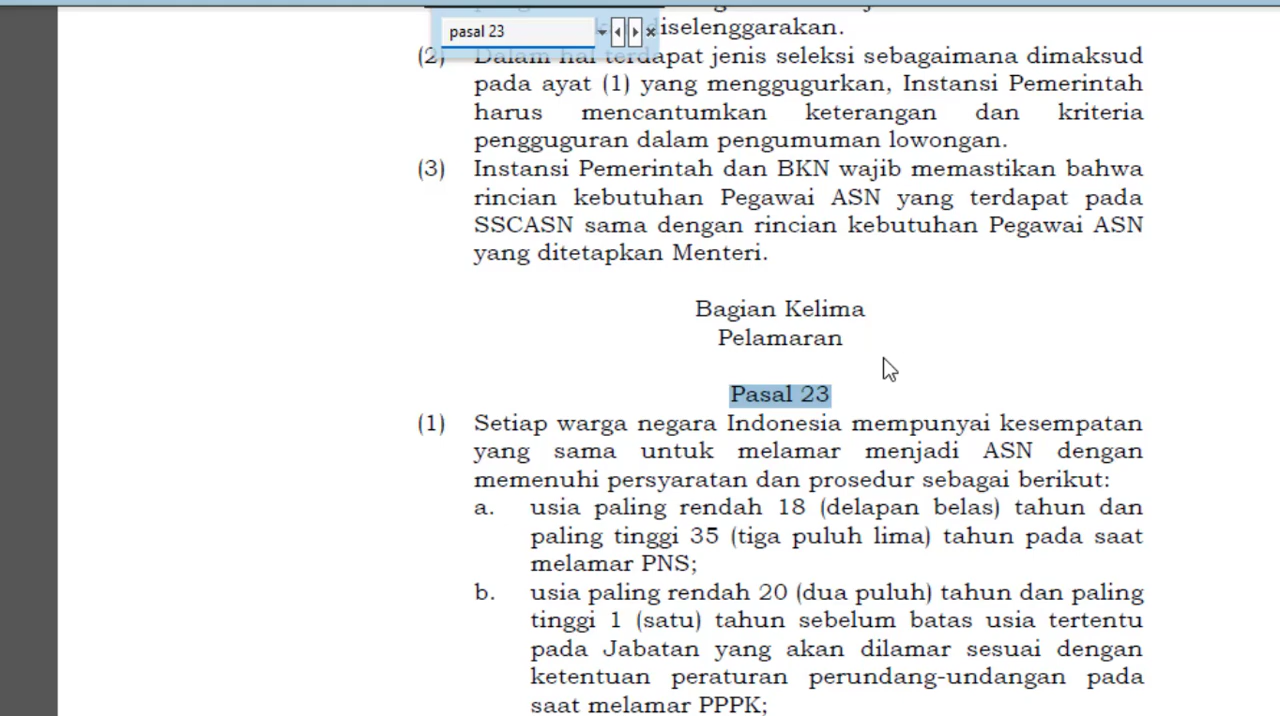 pasal 23
diselenggarakan.
(2) Dalam hal terdapat jenis seleksi sebagaimana dimaksud
pada ayat (1) yang menggugurkan, Instansi Pemerintah
harus mencantumkan keterangan dan kriteria
pengguguran dalam pengumuman lowongan.
(3) Instansi Pemerintah dan BKN wajib memastikan bahwa
rincian kebutuhan Pegawai ASN yang terdapat pada
SSCASN sama dengan rincian kebutuhan Pegawai ASN
yang ditetapkan Menteri.
Bagian Kelima
Pelamaran
Pasal 23
(1) Setiap warga negara Indonesia mempunyai kesempatan
yang sama untuk melamar menjadi ASN dengan
memenuhi persyaratan dan prosedur sebagai berikut:
a. usia paling rendah 18 (delapan belas) tahun dan
paling tinggi 35 (tiga puluh lima) tahun pada saat
melamar PNS;
b. usia paling rendah 20 (dua puluh) tahun dan paling
tinggi 1 (satu) tahun sebelum batas usia tertentu
pada Jabatan yang akan dilamar sesuai dengan
ketentuan peraturan perundang-undangan pada
saat melamar PPPK;